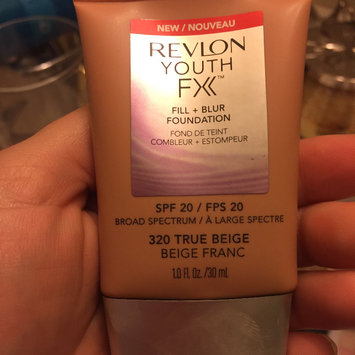 NEW / NOUVEAU
REVLON
YOUTH
FX™
FILL + BLUR
FOUNDATION
FOND DE TEINT
COMBLEUR + ESTOMPEUR
SPF 20 / FPS 20
BROAD SPECTRUM / À LARGE SPECTRE
320 TRUE BEIGE
BEIGE FRANC
1.0 Fl. Oz./30 mL